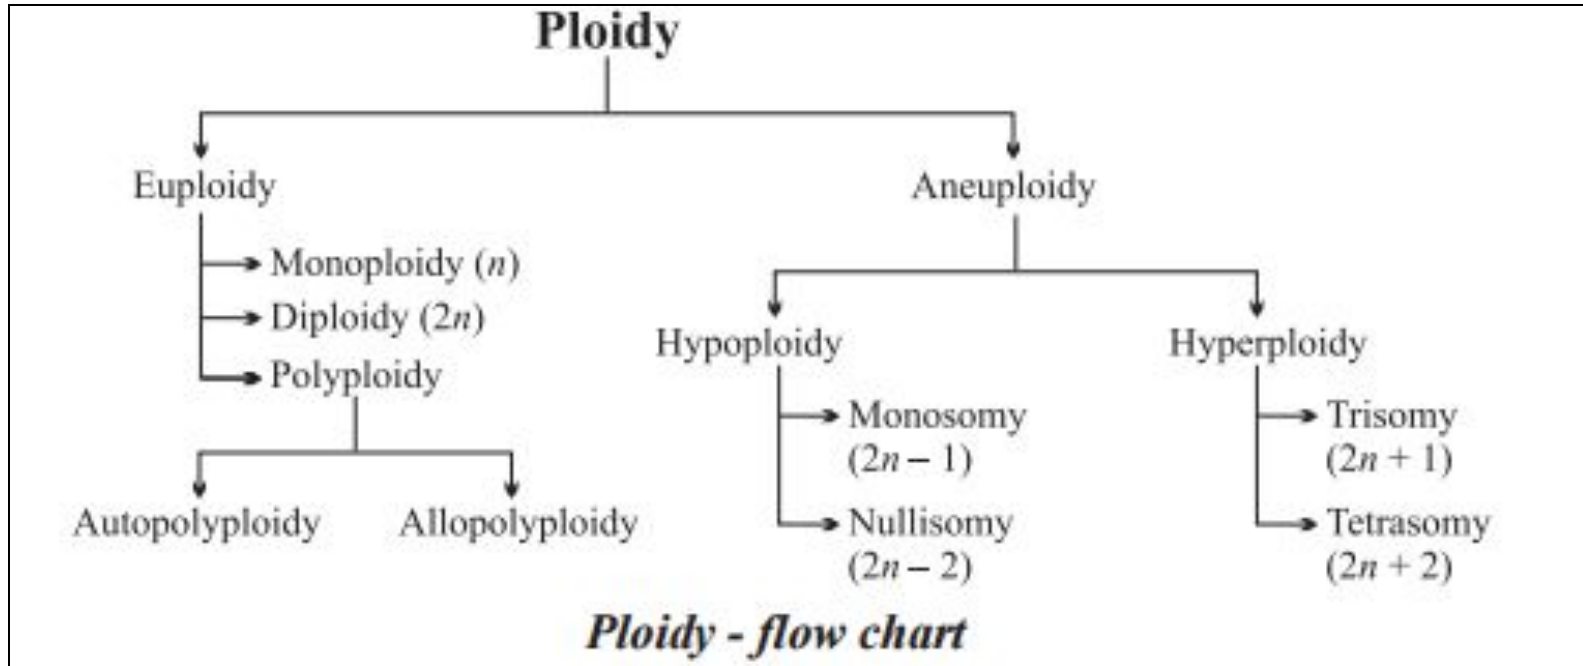 Ploidy
Euploidy
Aneuploidy
Monoploidy (n)
Diploidy (2n)
Polyploidy
Autopolyploidy
Allopolyploidy
Hypoploidy
Hyperploidy
Monosomy
(2n – 1)
Nullisomy
(2n – 2)
Trisomy
(2n + 1)
Tetrasomy
(2n + 2)
Ploidy - flow chart